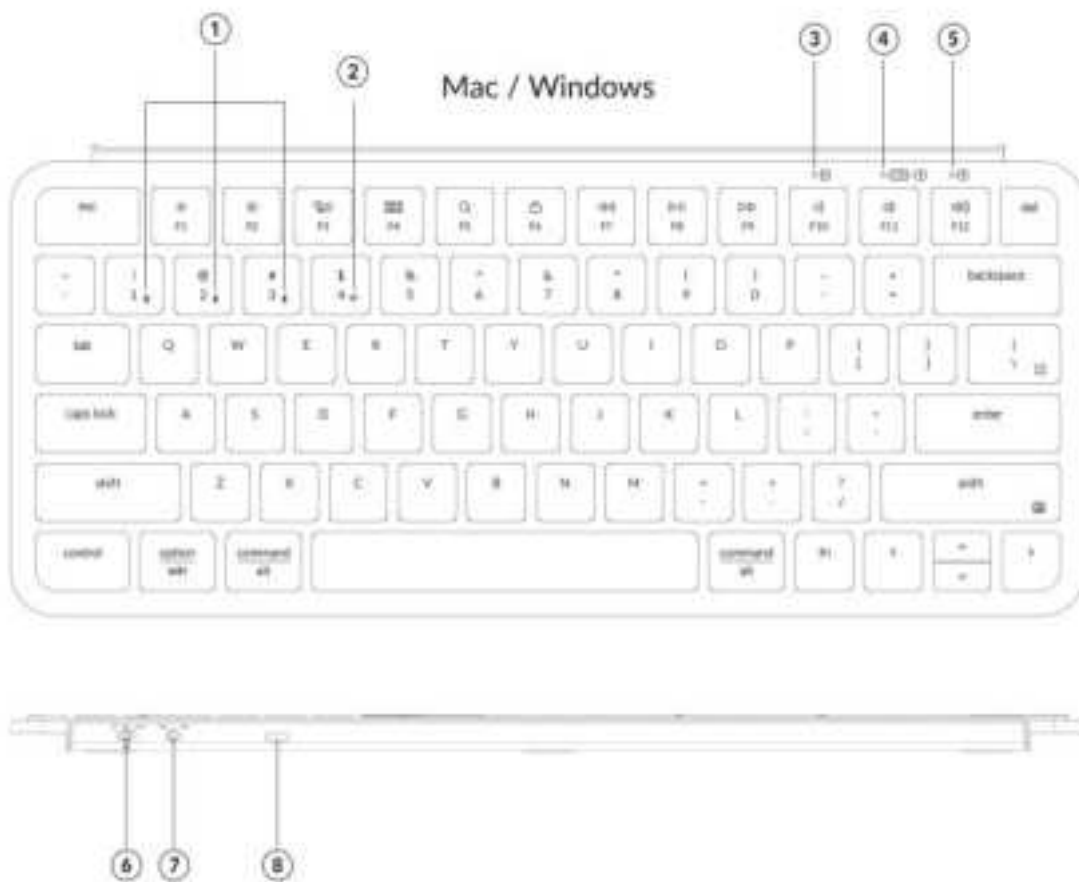 1
2
3
4
5
Mac / Windows
esc F1 F2 F3 F4 F5 F6 F7 F8 F9 F10 F11 F12 del
! @ # $ % ^ & * ( ) - +
1 2 3 4 5 6 7 8 9 0 backspace
tab Q W E R T Y U I O P
caps lock A S D F G H J K L enter
shift Z X C V B N M ? / shift
control option command command fn
win alt alt
6
7
8